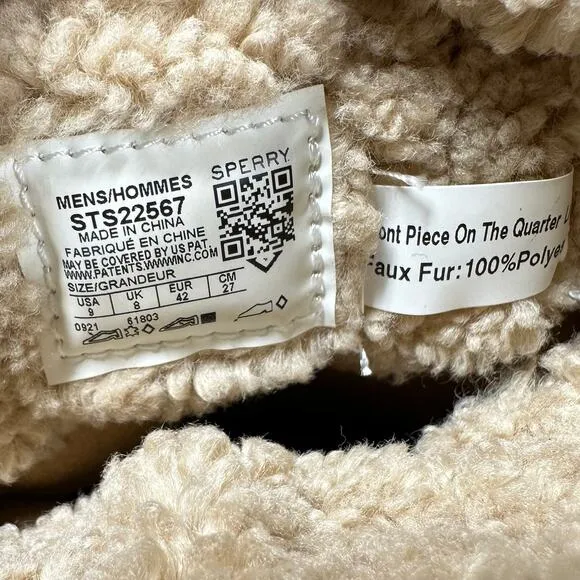 SPERRY
MENS/HOMMES
STS22567
MADE IN CHINA
FABRIQUÉ EN CHINE
MAY BE COVERED BY US PAT.
WWW.PATENTS.WWWINC.COM
SIZE/GRANDEUR
USA UK EUR CM
9 8 42 27
0921 61803
ont Piece On The Quarter
Faux Fur:100%Polyes